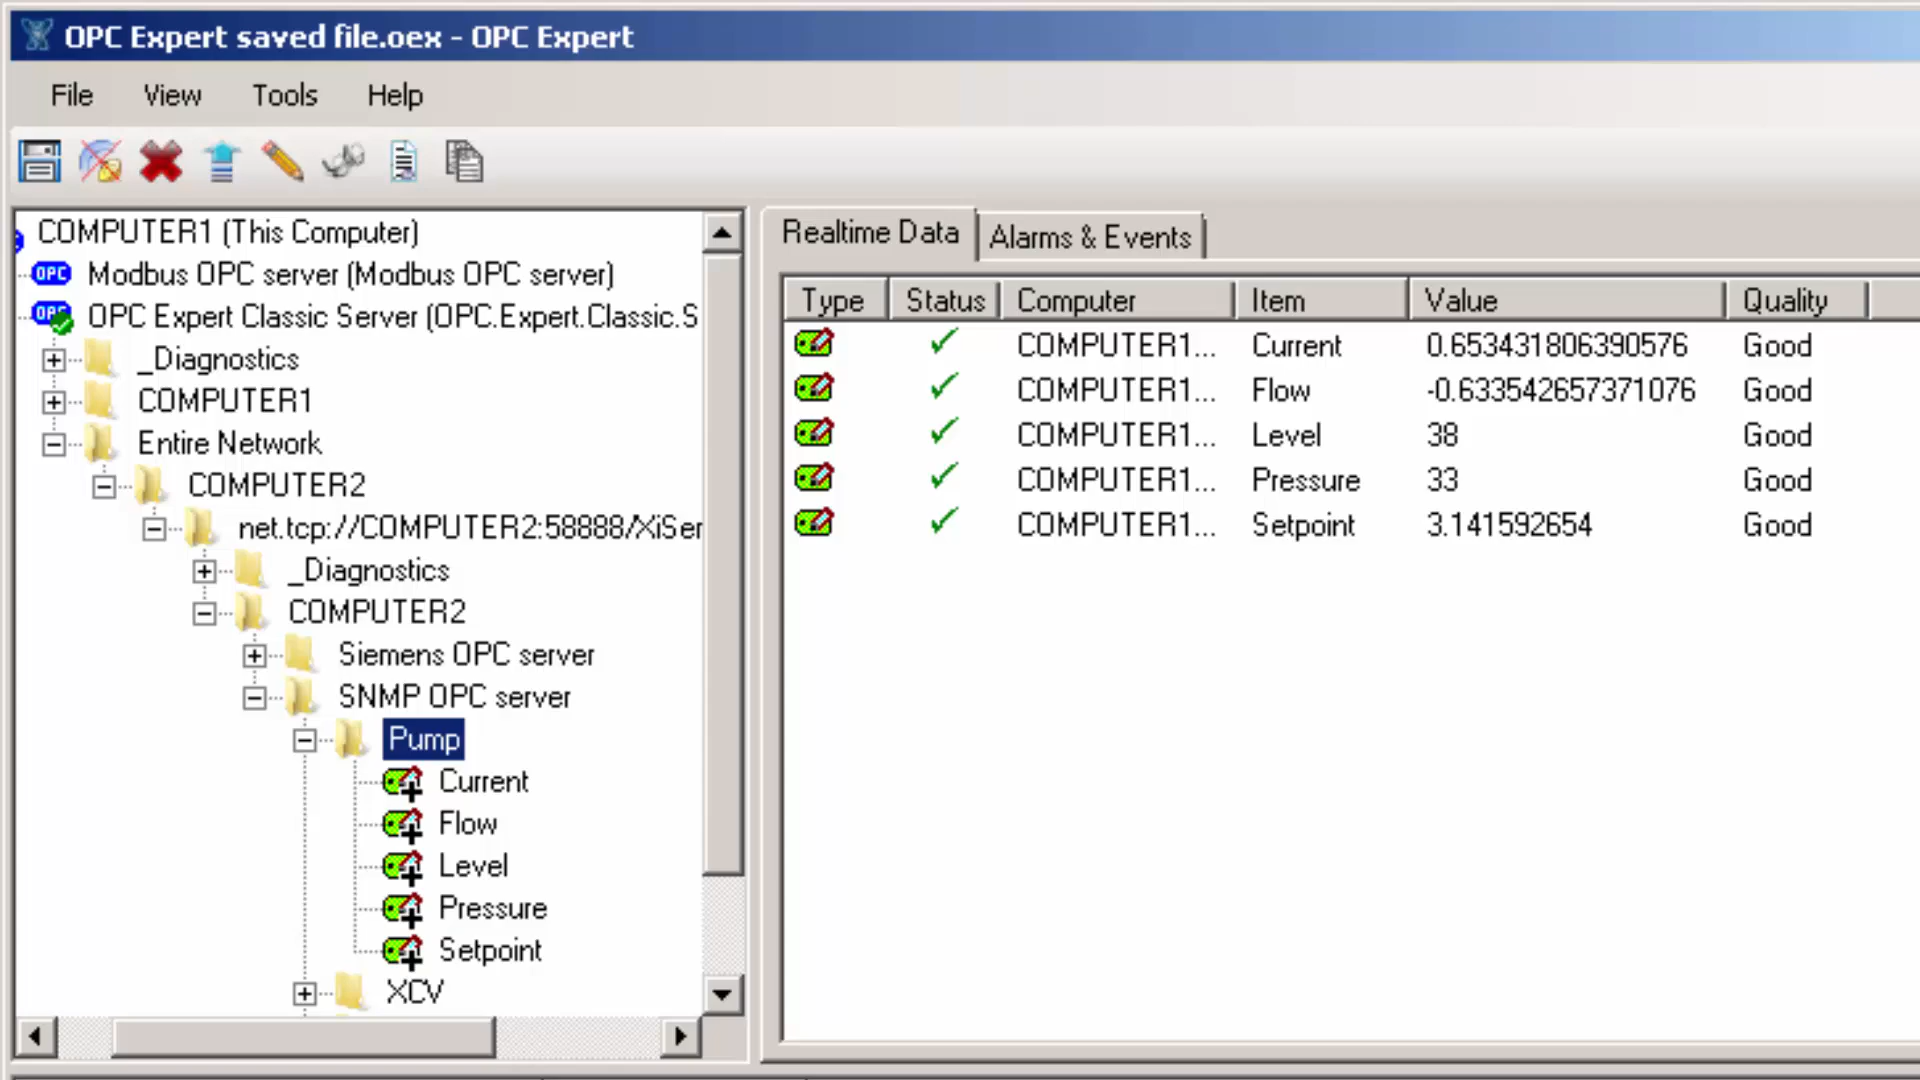 OPC Expert saved file.oex - OPC Expert
File View Tools Help
COMPUTER1 (This Computer)
OPC Modbus OPC server (Modbus OPC server)
OPC OPC Expert Classic Server (OPC.Expert.Classic.S
_Diagnostics
COMPUTER1
Entire Network
COMPUTER2
net.tcp://COMPUTER2:58888/XiSer
_Diagnostics
COMPUTER2
Siemens OPC server
SNMP OPC server
Pump
Current
Flow
Level
Pressure
Setpoint
XCV
Realtime Data Alarms & Events
Type Status Computer Item Value Quality
COMPUTER1... Current 0.653431806390576 Good
COMPUTER1... Flow -0.633542657371076 Good
COMPUTER1... Level 38 Good
COMPUTER1... Pressure 33 Good
COMPUTER1... Setpoint 3.141592654 Good